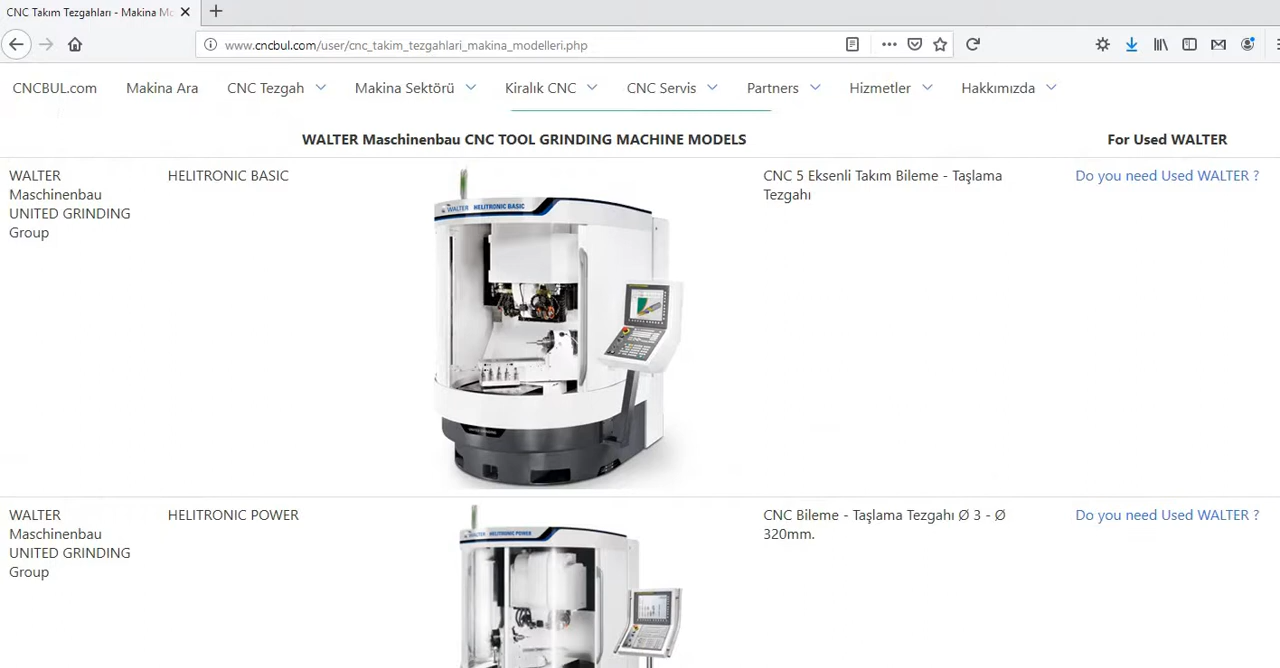 CNC Takım Tezgahları - Makina Mo
www.cncbul.com/user/cnc_takim_tezgahlari_makina_modelleri.php
CNCBUL.com Makina Ara CNC Tezgah Makina Sektörü Kiralık CNC CNC Servis Partners Hizmetler Hakkımızda
WALTER Maschinenbau CNC TOOL GRINDING MACHINE MODELS For Used WALTER
WALTER
Maschinenbau
UNITED GRINDING
Group
HELITRONIC BASIC
WALTER HELITRONIC BASIC
CNC 5 Eksenli Takım Bileme - Taşlama
Tezgahı
Do you need Used WALTER ?
WALTER
Maschinenbau
UNITED GRINDING
Group
HELITRONIC POWER
WALTER HELITRONIC POWER
CNC Bileme - Taşlama Tezgahı Ø 3 - Ø
320mm.
Do you need Used WALTER ?